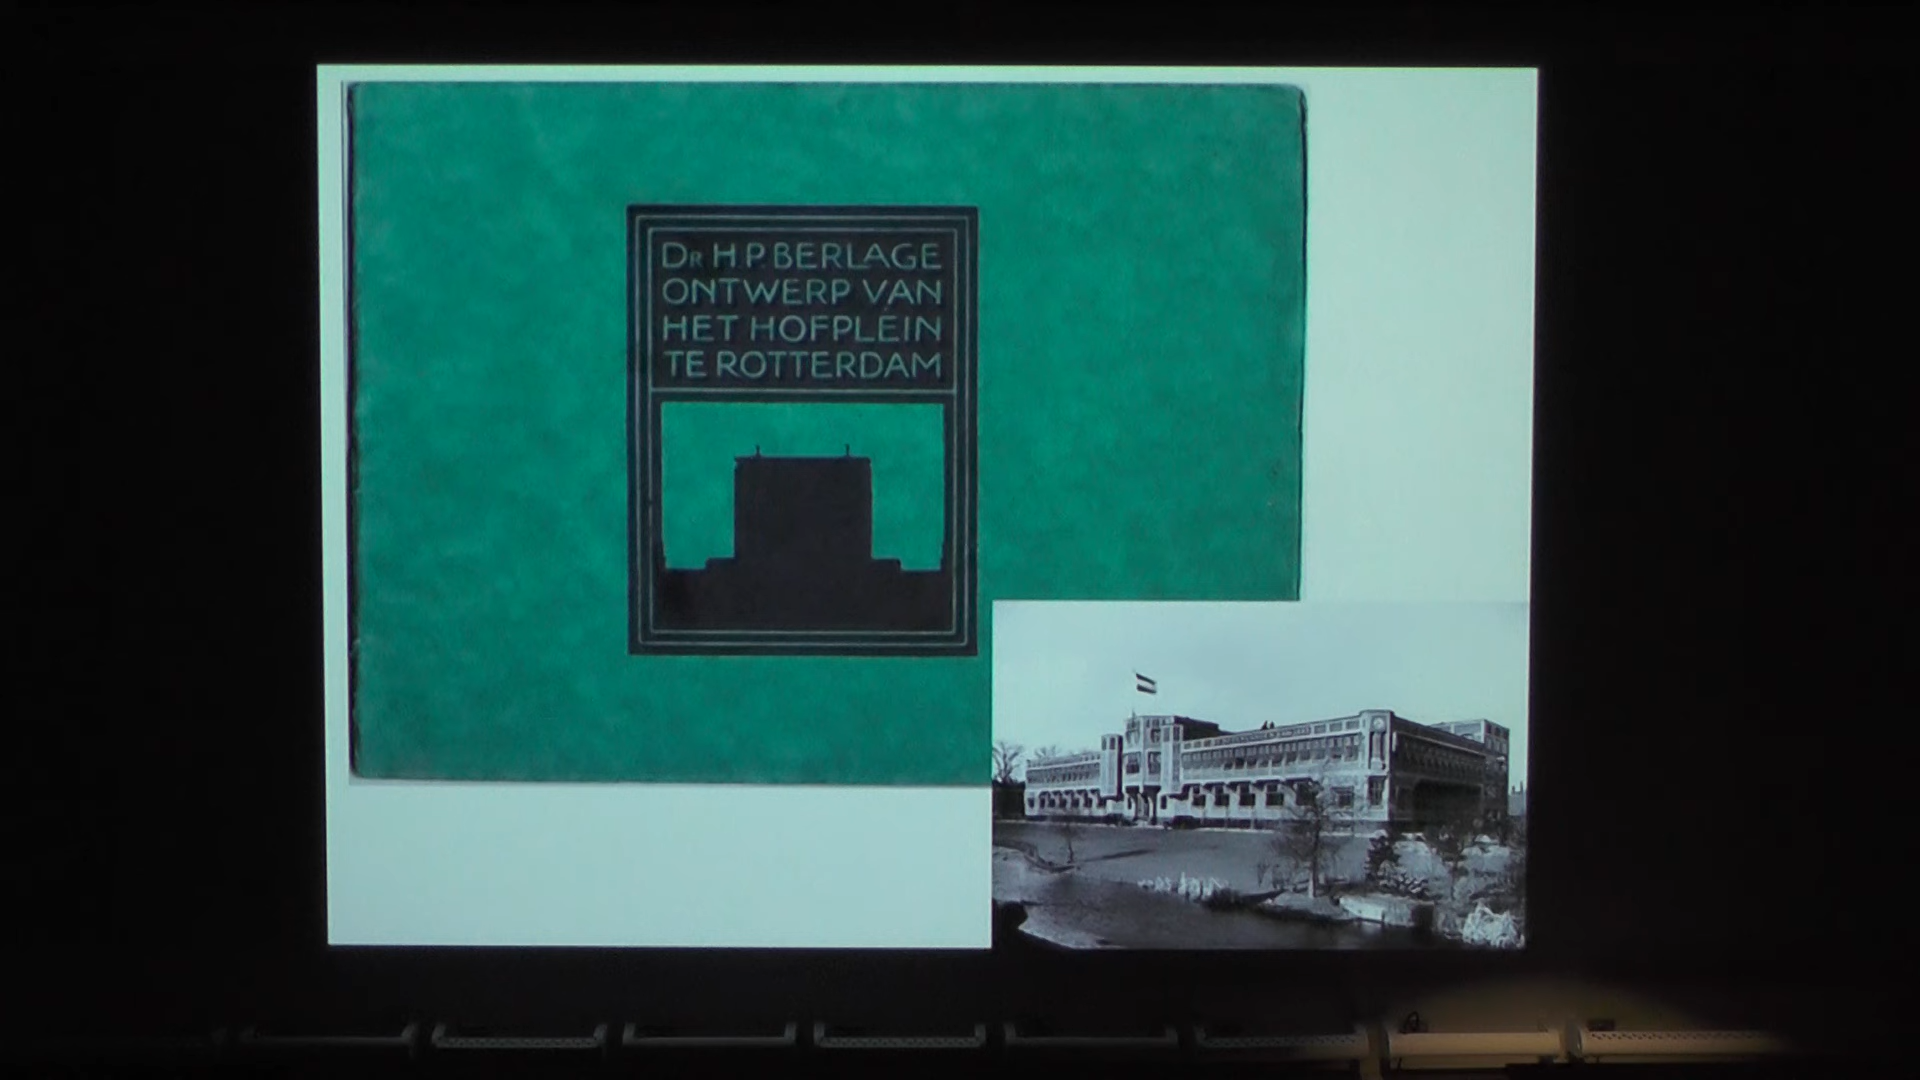 DR H.P. BERLAGE
ONTWERP VAN
HET HOFPLEIN
TE ROTTERDAM